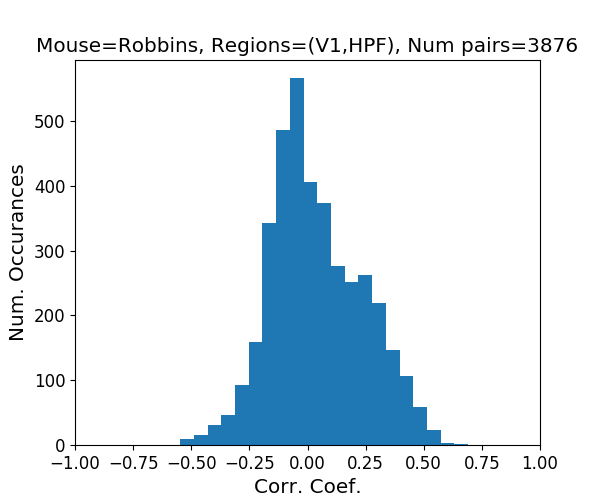 Mouse=Robbins, Regions=(V1,HPF), Num pairs=3876
Num. Occurances
500
400
300
200
100
0
−1.00 −0.75 −0.50 −0.25 0.00 0.25 0.50 0.75 1.00
Corr. Coef.